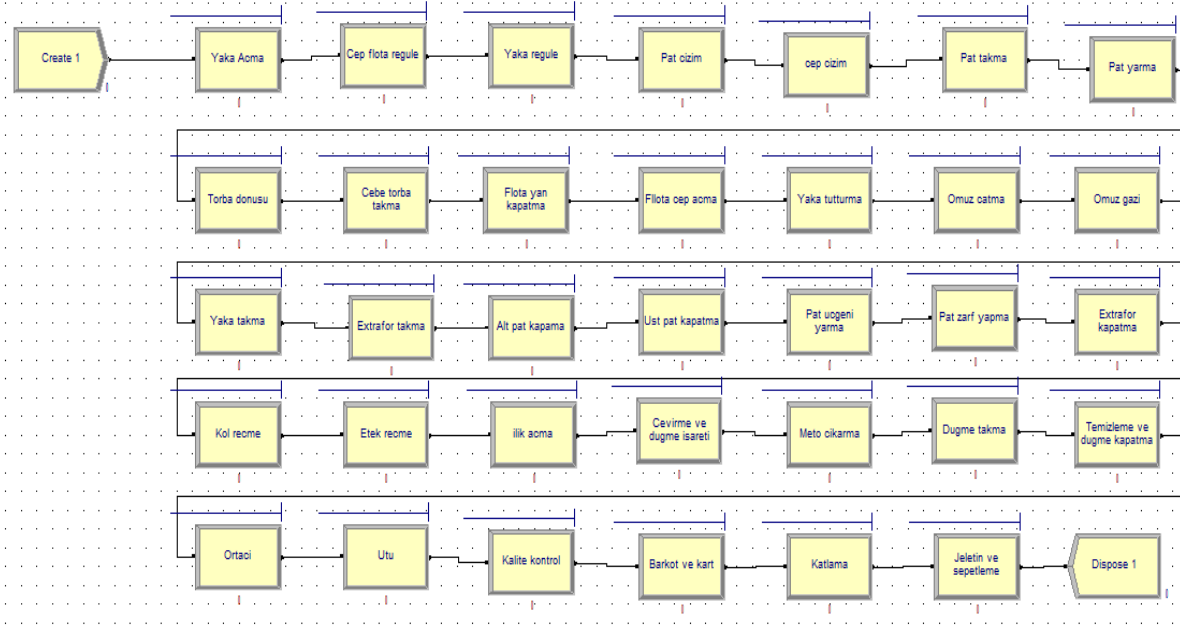 Create 1
Yaka Acma
Cep flota regule
Yaka regule
Pat cizim
cep cizim
Pat takma
Pat yarma
Torba donusu
Cebe torba
takma
Flota yan
kapatma
Fllota cep acma
Yaka tutturma
Omuz catma
Omuz gazi
Yaka takma
Extrafor takma
Alt pat kapama
Ust pat kapatma
Pat ucgeni
yarma
Pat zarf yapma
Extrafor
kapatma
Kol recme
Etek recme
ilik acma
Cevirme ve
dugme isareti
Meto cikarma
Dugme takma
Temizleme ve
dugme kapatma
Ortaci
Utu
Kalite kontrol
Barkot ve kart
Katlama
Jeletin ve
sepetleme
Dispose 1